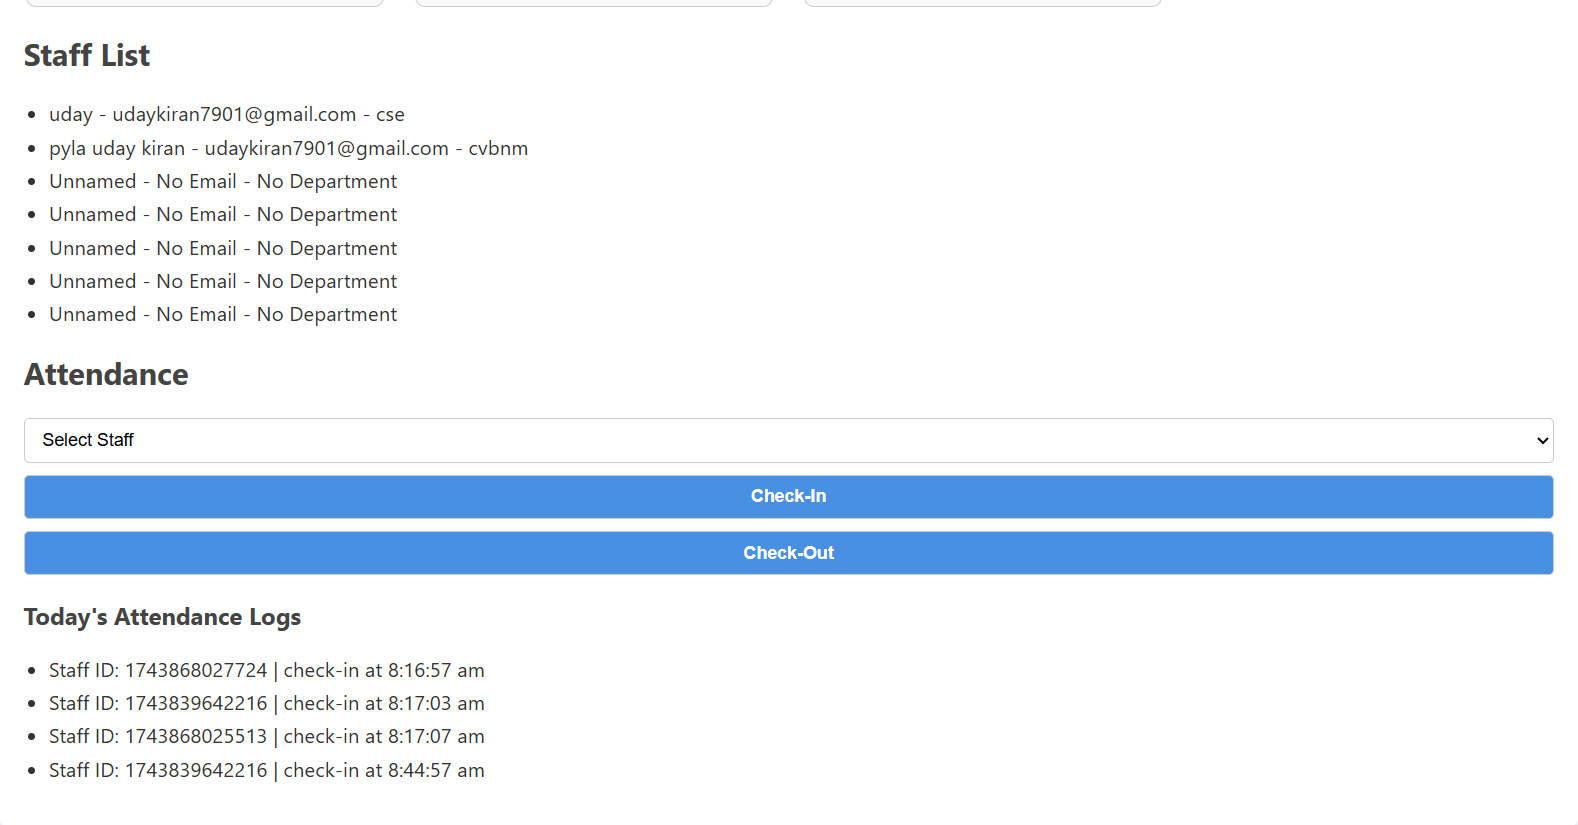 Staff List
uday - udaykiran7901@gmail.com - cse
pyla uday kiran - udaykiran7901@gmail.com - cvbnm
Unnamed - No Email - No Department
Unnamed - No Email - No Department
Unnamed - No Email - No Department
Unnamed - No Email - No Department
Unnamed - No Email - No Department
Attendance
Select Staff
Check-In
Check-Out
Today's Attendance Logs
Staff ID: 1743868027724 | check-in at 8:16:57 am
Staff ID: 1743839642216 | check-in at 8:17:03 am
Staff ID: 1743868025513 | check-in at 8:17:07 am
Staff ID: 1743839642216 | check-in at 8:44:57 am